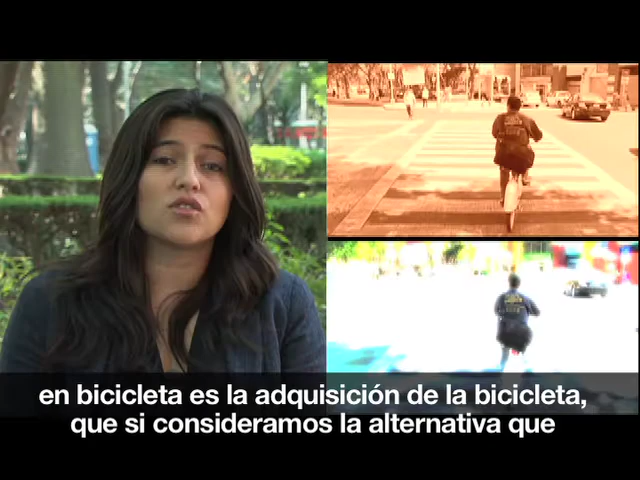 en bicicleta es la adquisición de la bicicleta,
que si consideramos la alternativa que